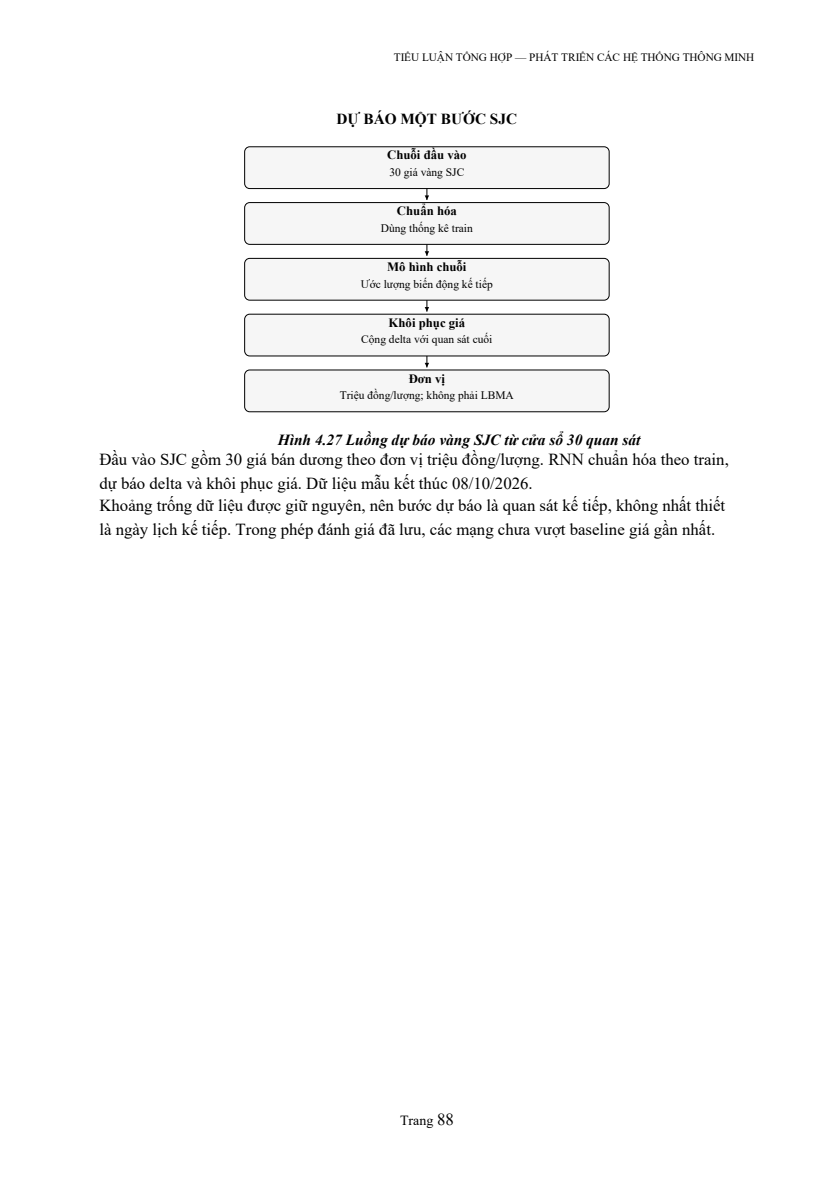 TIỂU LUẬN TỔNG HỢP — PHÁT TRIỂN CÁC HỆ THỐNG THÔNG MINH
DỰ BÁO MỘT BƯỚC SJC
Chuỗi đầu vào
30 giá vàng SJC
Chuẩn hóa
Dùng thống kê train
Mô hình chuỗi
Ước lượng biến động kế tiếp
Khôi phục giá
Cộng delta với quan sát cuối
Đơn vị
Triệu đồng/lượng; không phải LBMA
Hình 4.27 Luồng dự báo vàng SJC từ cửa sổ 30 quan sát
Đầu vào SJC gồm 30 giá bán dương theo đơn vị triệu đồng/lượng. RNN chuẩn hóa theo train,
dự báo delta và khôi phục giá. Dữ liệu mẫu kết thúc 08/10/2026.
Khoảng trống dữ liệu được giữ nguyên, nên bước dự báo là quan sát kế tiếp, không nhất thiết
là ngày lịch kế tiếp. Trong phép đánh giá đã lưu, các mạng chưa vượt baseline giá gần nhất.
Trang 88